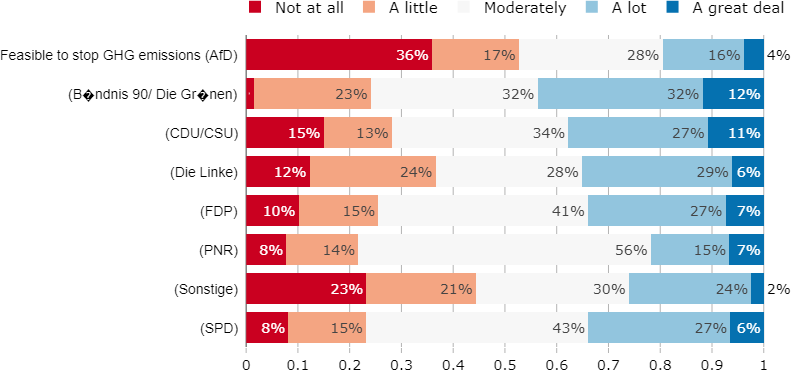 Not at all A little Moderately A lot A great deal
Feasible to stop GHG emissions (AfD) 36% 17% 28% 16% 4%
(B�ndnis 90/ Die Gr�nen) 23% 32% 32% 12%
(CDU/CSU) 15% 13% 34% 27% 11%
(Die Linke) 12% 24% 28% 29% 6%
(FDP) 10% 15% 41% 27% 7%
(PNR) 8% 14% 56% 15% 7%
(Sonstige) 23% 21% 30% 24% 2%
(SPD) 8% 15% 43% 27% 6%
0 0.1 0.2 0.3 0.4 0.5 0.6 0.7 0.8 0.9 1